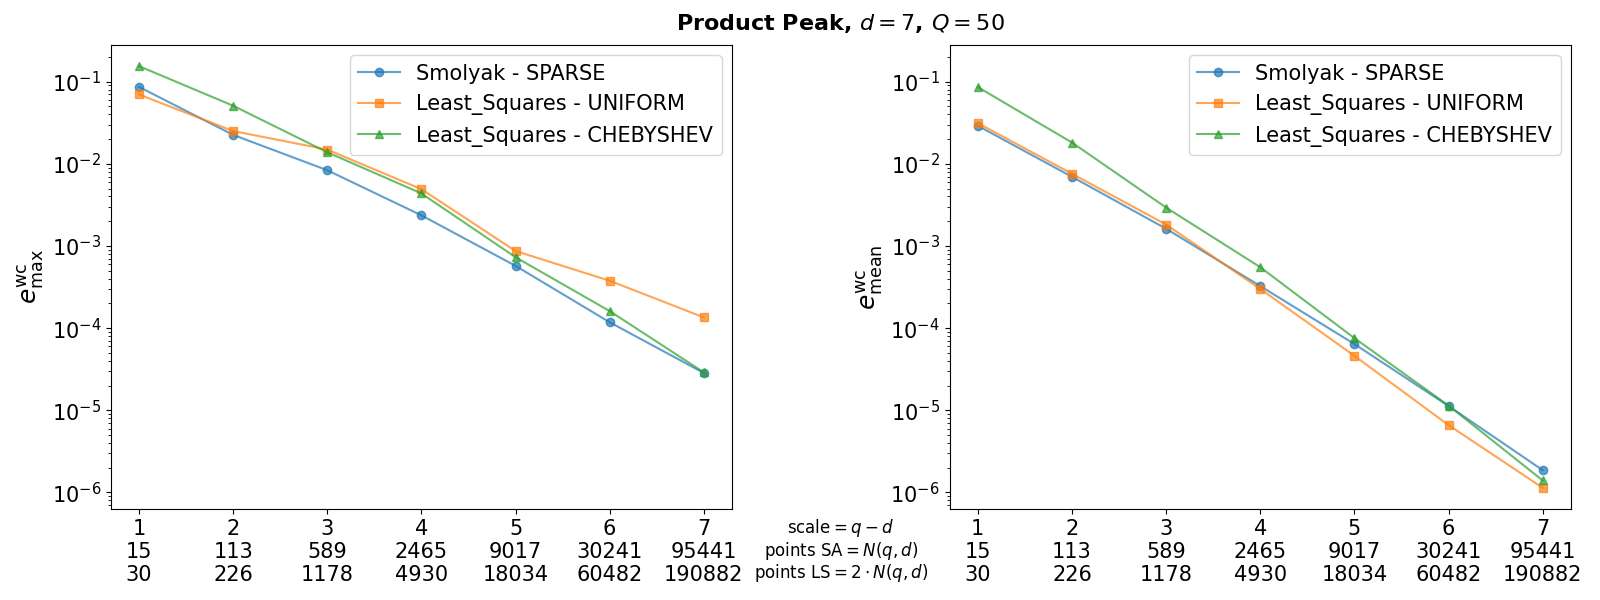 Product Peak, d = 7, Q = 50
Smolyak - SPARSE
Least_Squares - UNIFORM
Least_Squares - CHEBYSHEV
10⁻¹
10⁻²
10⁻³
10⁻⁴
10⁻⁵
10⁻⁶
e^wc_max
1 2 3 4 5 6 7
15 113 589 2465 9017 30241 95441
30 226 1178 4930 18034 60482 190882
scale = q − d
points SA = N(q, d)
points LS = 2 · N(q, d)
Smolyak - SPARSE
Least_Squares - UNIFORM
Least_Squares - CHEBYSHEV
10⁻¹
10⁻²
10⁻³
10⁻⁴
10⁻⁵
10⁻⁶
e^wc_mean
1 2 3 4 5 6 7
15 113 589 2465 9017 30241 95441
30 226 1178 4930 18034 60482 190882